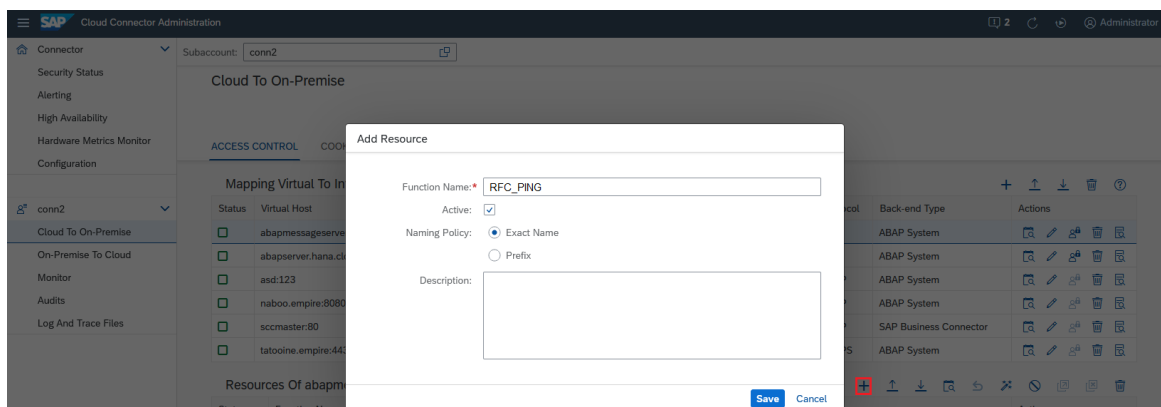 SAP Cloud Connector Administration 2 Administrator
Connector
Subaccount: conn2
Security Status
Cloud To On-Premise
Alerting
High Availability
Add Resource
Hardware Metrics Monitor
ACCESS CONTROL
Configuration
Mapping Virtual To
Function Name:* RFC_PING
conn2
Status Virtual Host
Active:
Back-end Type Actions
Cloud To On-Premise
abapmessageserve
Naming Policy: Exact Name
ABAP System
On-Premise To Cloud
abapserver.hana.cl
Prefix
ABAP System
Monitor
asd:123
Description:
ABAP System
Audits
naboo.empire:8080
ABAP System
Log And Trace Files
sccmaster:80
SAP Business Connector
tatooine.empire:44
ABAP System
Resources Of abapm
Save Cancel